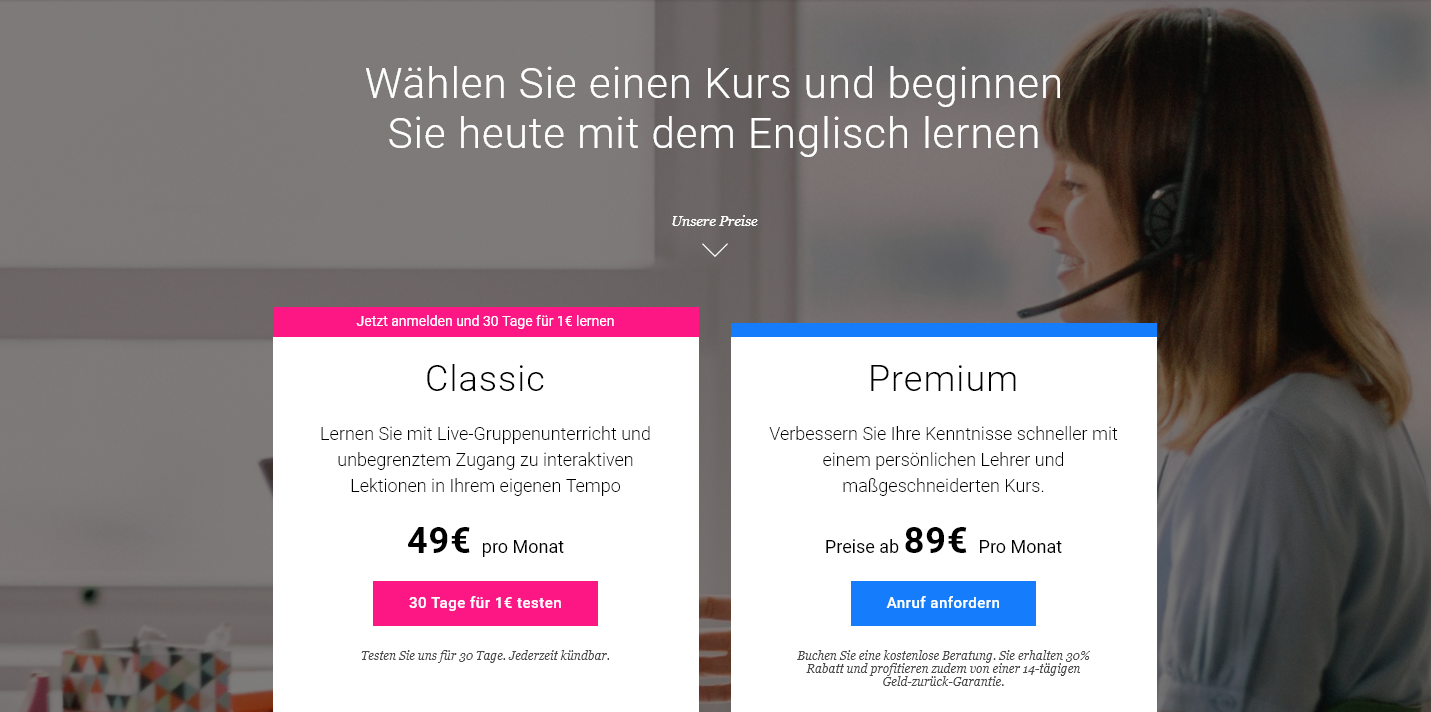 Wählen Sie einen Kurs und beginnen
Sie heute mit dem Englisch lernen
Unsere Preise
Jetzt anmelden und 30 Tage für 1€ lernen
Classic
Lernen Sie mit Live-Gruppenunterricht und
unbegrenztem Zugang zu interaktiven
Lektionen in Ihrem eigenen Tempo
49€ pro Monat
30 Tage für 1€ testen
Testen Sie uns für 30 Tage. Jederzeit kündbar.
Premium
Verbessern Sie Ihre Kenntnisse schneller mit
einem persönlichen Lehrer und
maßgeschneiderten Kurs.
Preise ab 89€ Pro Monat
Anruf anfordern
Buchen Sie eine kostenlose Beratung. Sie erhalten 30%
Rabatt und profitieren zudem von einer 14-tägigen
Geld-zurück-Garantie.